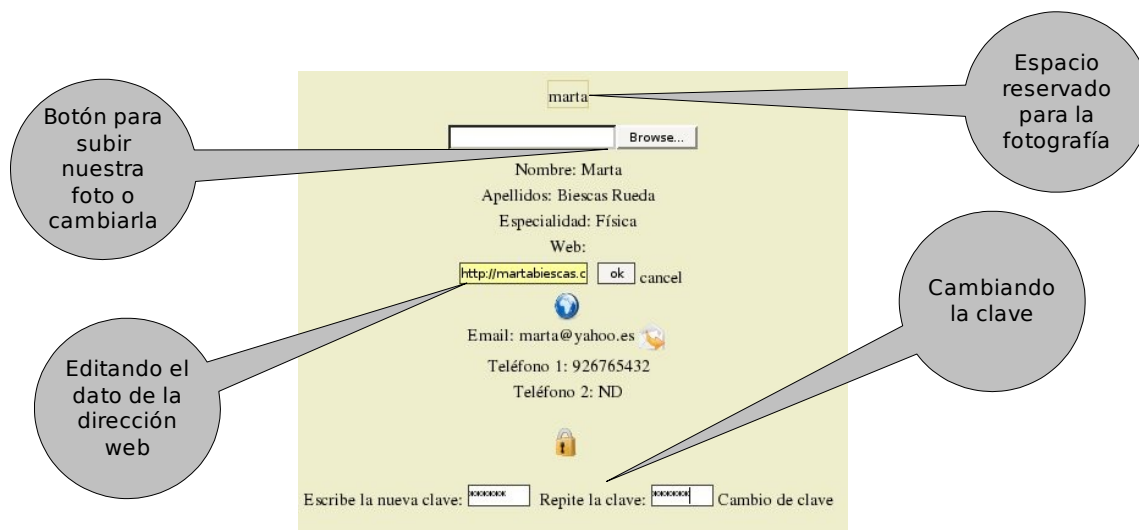 Espacio
reservado
para la
fotografía
marta
Botón para
subir
nuestra
foto o
cambiarla
Browse...
Nombre: Marta
Apellidos: Biescas Rueda
Especialidad: Física
Web:
http://martabiescas.c ok cancel
Cambiando
la clave
Email: marta@yahoo.es
Teléfono 1: 926765432
Teléfono 2: ND
Editando el
dato de la
dirección
web
Escribe la nueva clave: ******* Repite la clave: ******* Cambio de clave